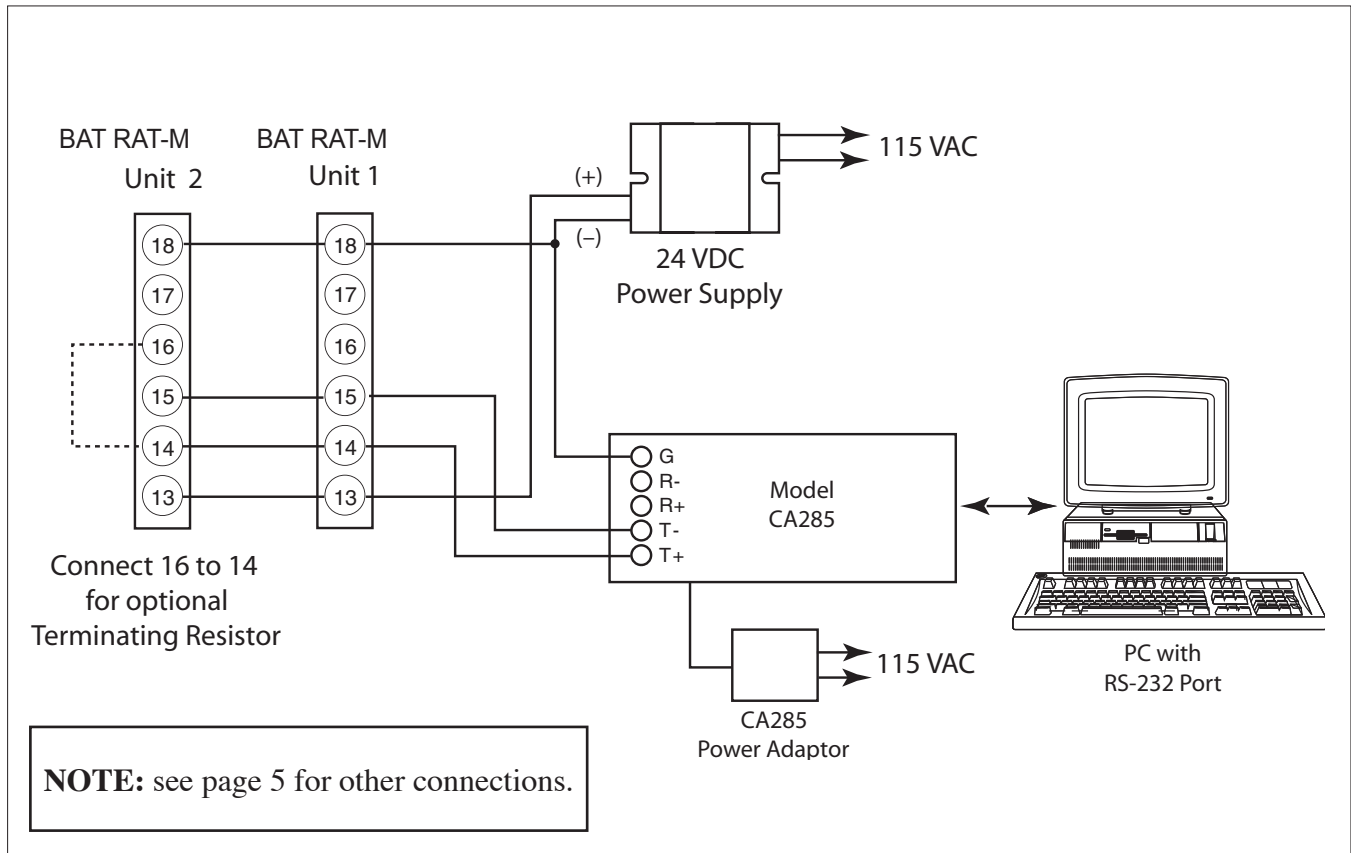 BAT RAT-M
Unit 2
BAT RAT-M
Unit 1
(+)
(–)
115 VAC
24 VDC
Power Supply
18
17
16
15
14
13
18
17
16
15
14
13
Connect 16 to 14
for optional
Terminating Resistor
G
R-
R+
T-
T+
Model
CA285
PC with
RS-232 Port
115 VAC
CA285
Power Adaptor
NOTE: see page 5 for other connections.